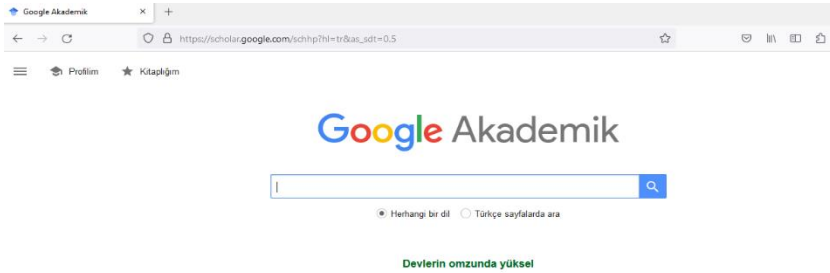 Google Akademik
https://scholar.google.com/schhp?hl=tr&as_sdt=0.5
Profilim Kitaplığım
Google Akademik
Herhangi bir dil Türkçe sayfalarda ara
Devlerin omzunda yüksel